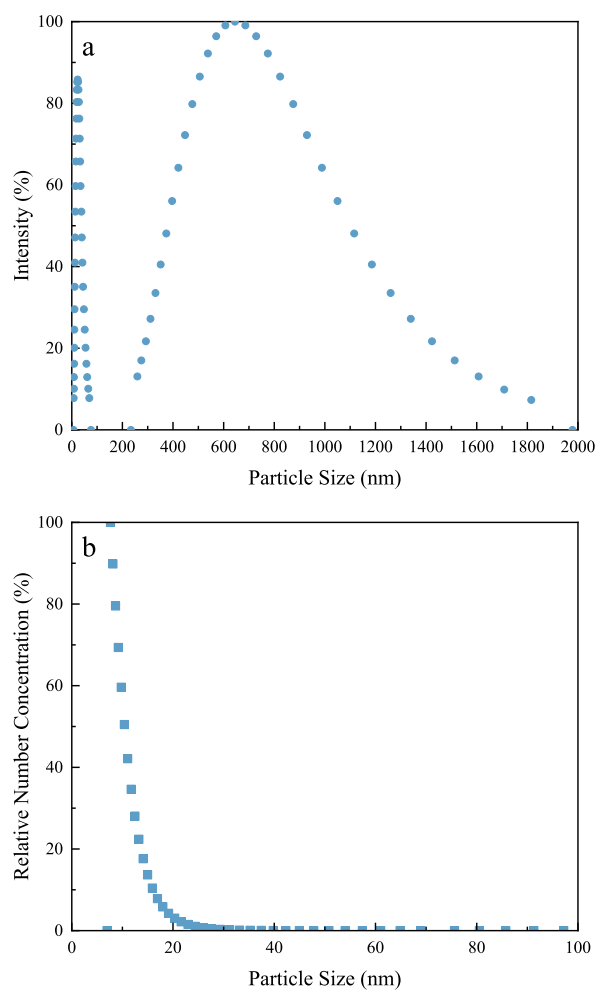 a
100
80
60
40
20
0
Intensity (%)
0 200 400 600 800 1000 1200 1400 1600 1800 2000
Particle Size (nm)
b
100
80
60
40
20
0
Relative Number Concentration (%)
0 20 40 60 80 100
Particle Size (nm)